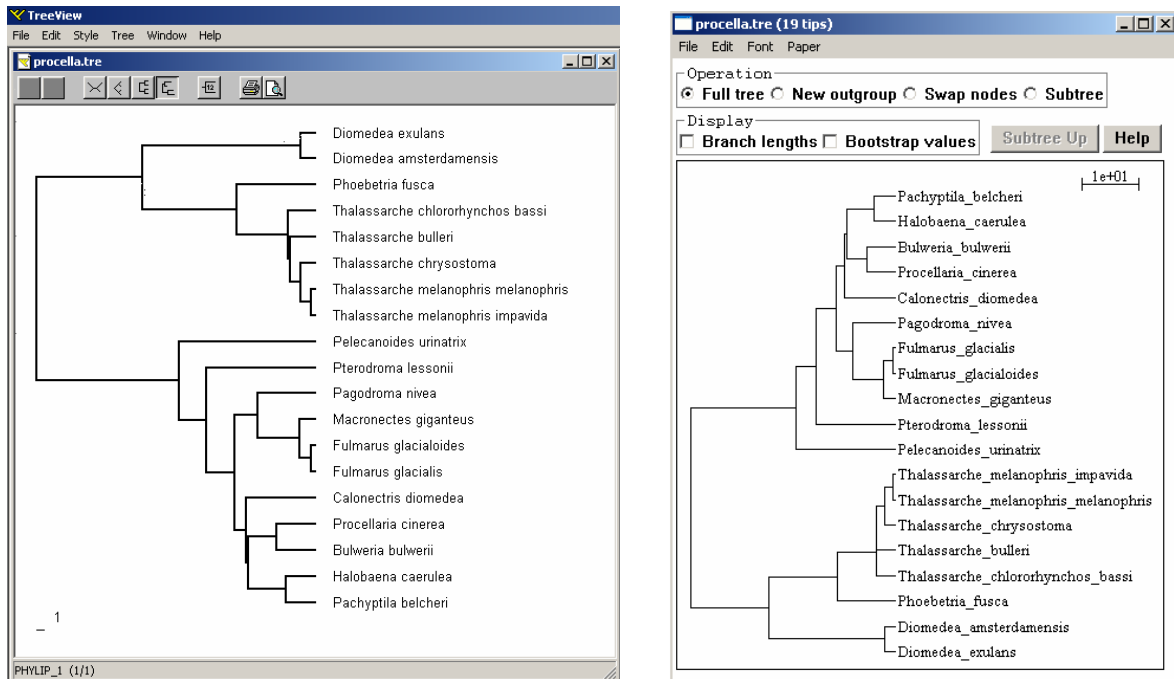 TreeView
File Edit Style Tree Window Help
procella.tre
Diomedea exulans
Diomedea amsterdamensis
Phoebetria fusca
Thalassarche chlororhynchos bassi
Thalassarche bulleri
Thalassarche chrysostoma
Thalassarche melanophris melanophris
Thalassarche melanophris impavida
Pelecanoides urinatrix
Pterodroma lessonii
Pagodroma nivea
Macronectes giganteus
Fulmarus glacialoides
Fulmarus glacialis
Calonectris diomedea
Procellaria cinerea
Bulweria bulwerii
Halobaena caerulea
Pachyptila belcheri
1
PHYLIP_1 (1/1)
procella.tre (19 tips)
File Edit Font Paper
Operation
Full tree New outgroup Swap nodes Subtree
Display
Branch lengths Bootstrap values Subtree Up Help
1e+01
Pachyptila_belcheri
Halobaena_caerulea
Bulweria_bulwerii
Procellaria_cinerea
Calonectris_diomedea
Pagodroma_nivea
Fulmarus_glacialis
Fulmarus_glacialoides
Macronectes_giganteus
Pterodroma_lessonii
Pelecanoides_urinatrix
Thalassarche_melanophris_impavida
Thalassarche_melanophris_melanophris
Thalassarche_chrysostoma
Thalassarche_bulleri
Thalassarche_chlororhynchos_bassi
Phoebetria_fusca
Diomedea_amsterdamensis
Diomedea_exulans